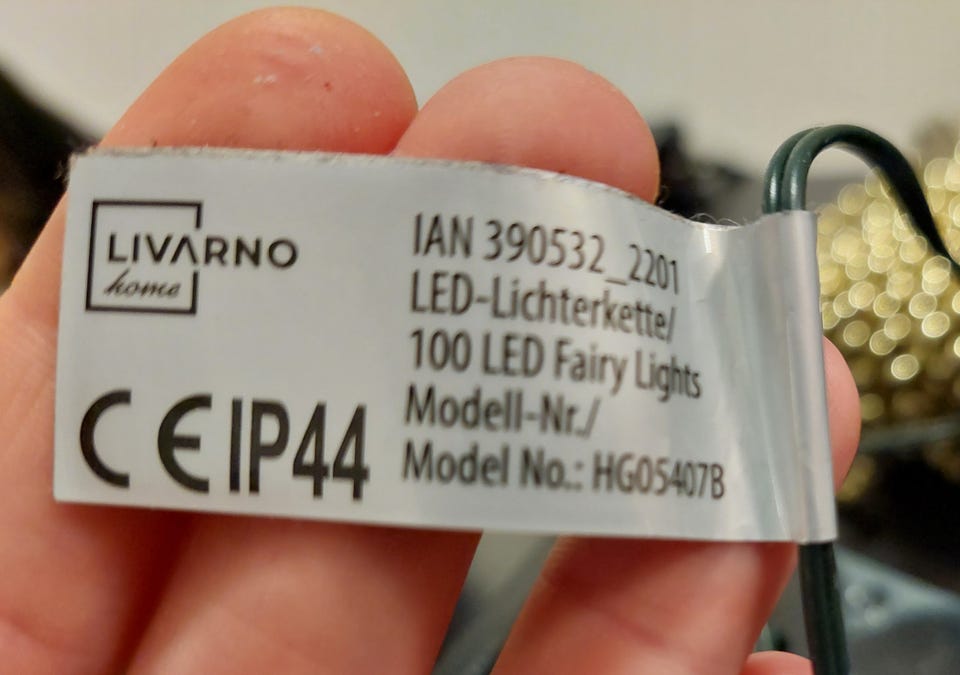 LIVARNO
home
CE IP44
IAN 390532_2201
LED-Lichterkette/
100 LED Fairy Lights
Modell-Nr./
Model No.: HG05407B